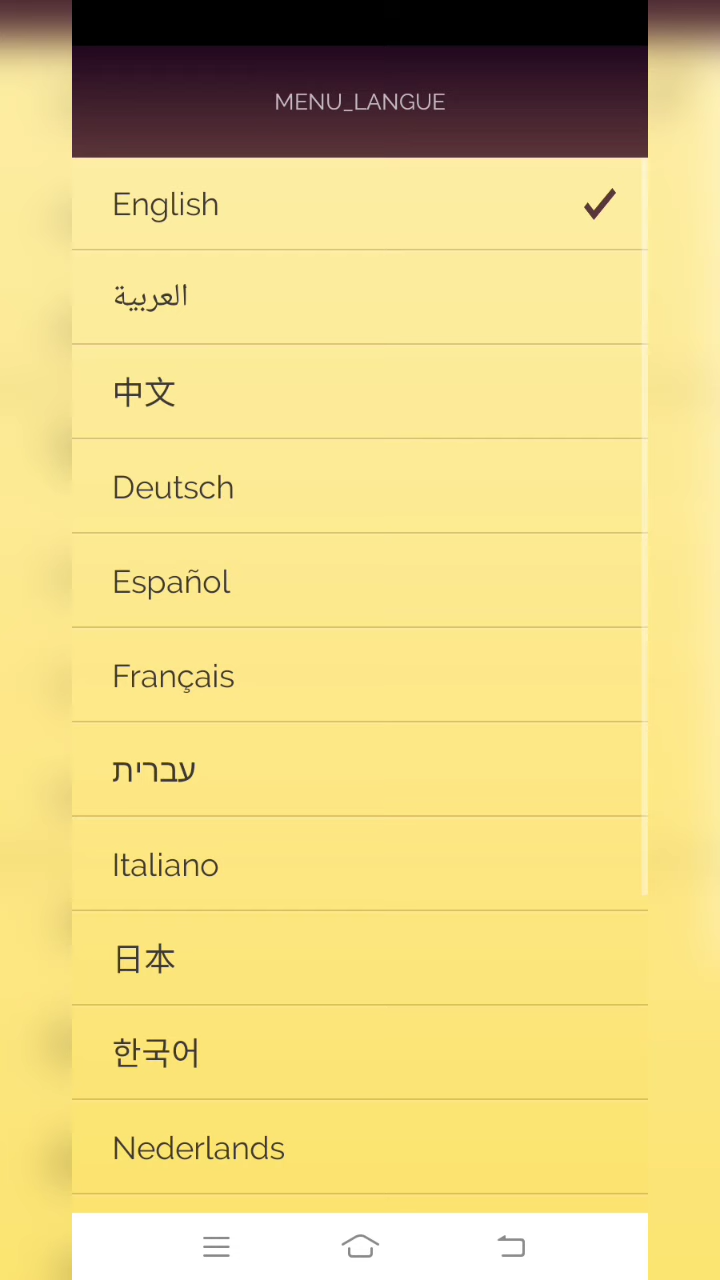 MENU_LANGUE
English
العربية
中文
Deutsch
Español
Français
עברית
Italiano
日本
한국어
Nederlands